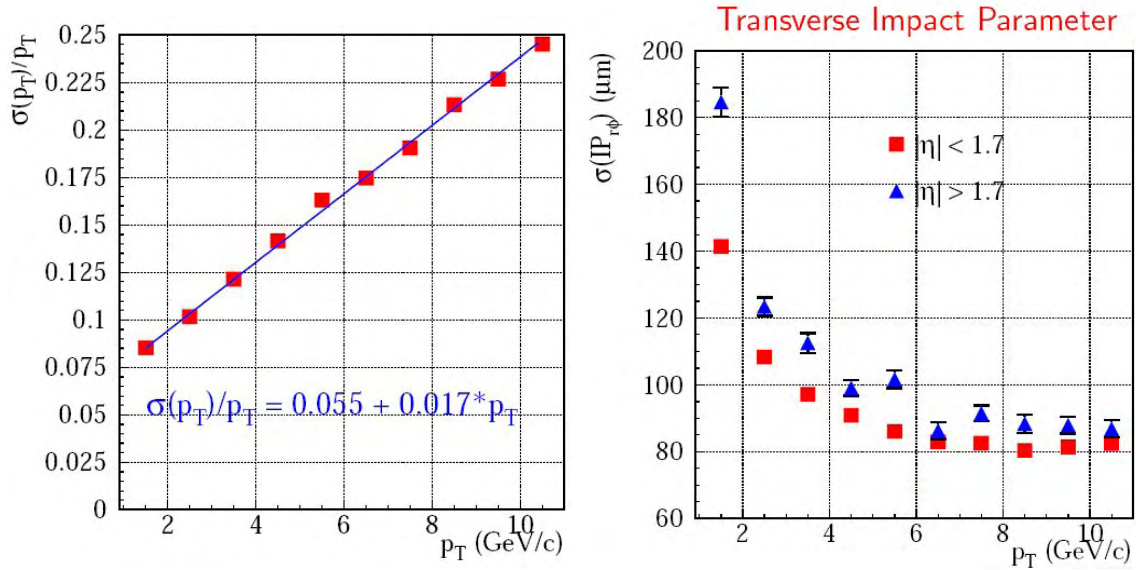 σ(p_T)/p_T
0.25
0.225
0.2
0.175
0.15
0.125
0.1
0.075
0.05
0.025
0
σ(p_T)/p_T = 0.055 + 0.017*p_T
2 4 6 8 10
p_T (GeV/c)
Transverse Impact Parameter
σ(IP_rϕ) (μm)
200
180
160
140
120
100
80
60
|η| < 1.7
|η| > 1.7
2 4 6 8 10
p_T (GeV/c)